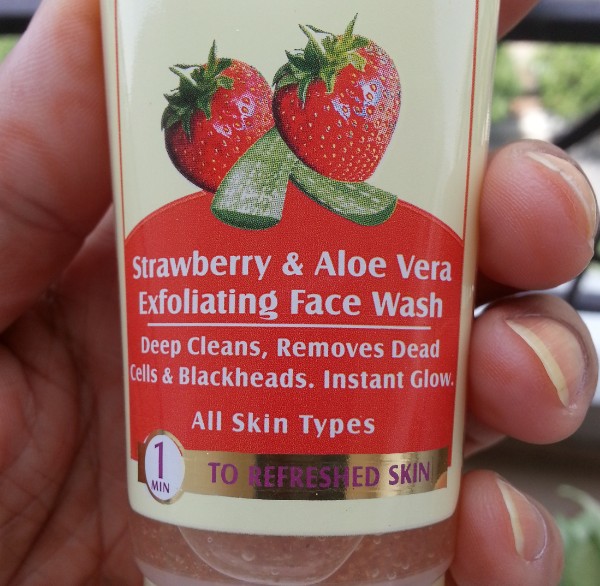 Strawberry & Aloe Vera
Exfoliating Face Wash
Deep Cleans, Removes Dead
Cells & Blackheads. Instant Glow.
All Skin Types
1
MIN
TO REFRESHED SKIN